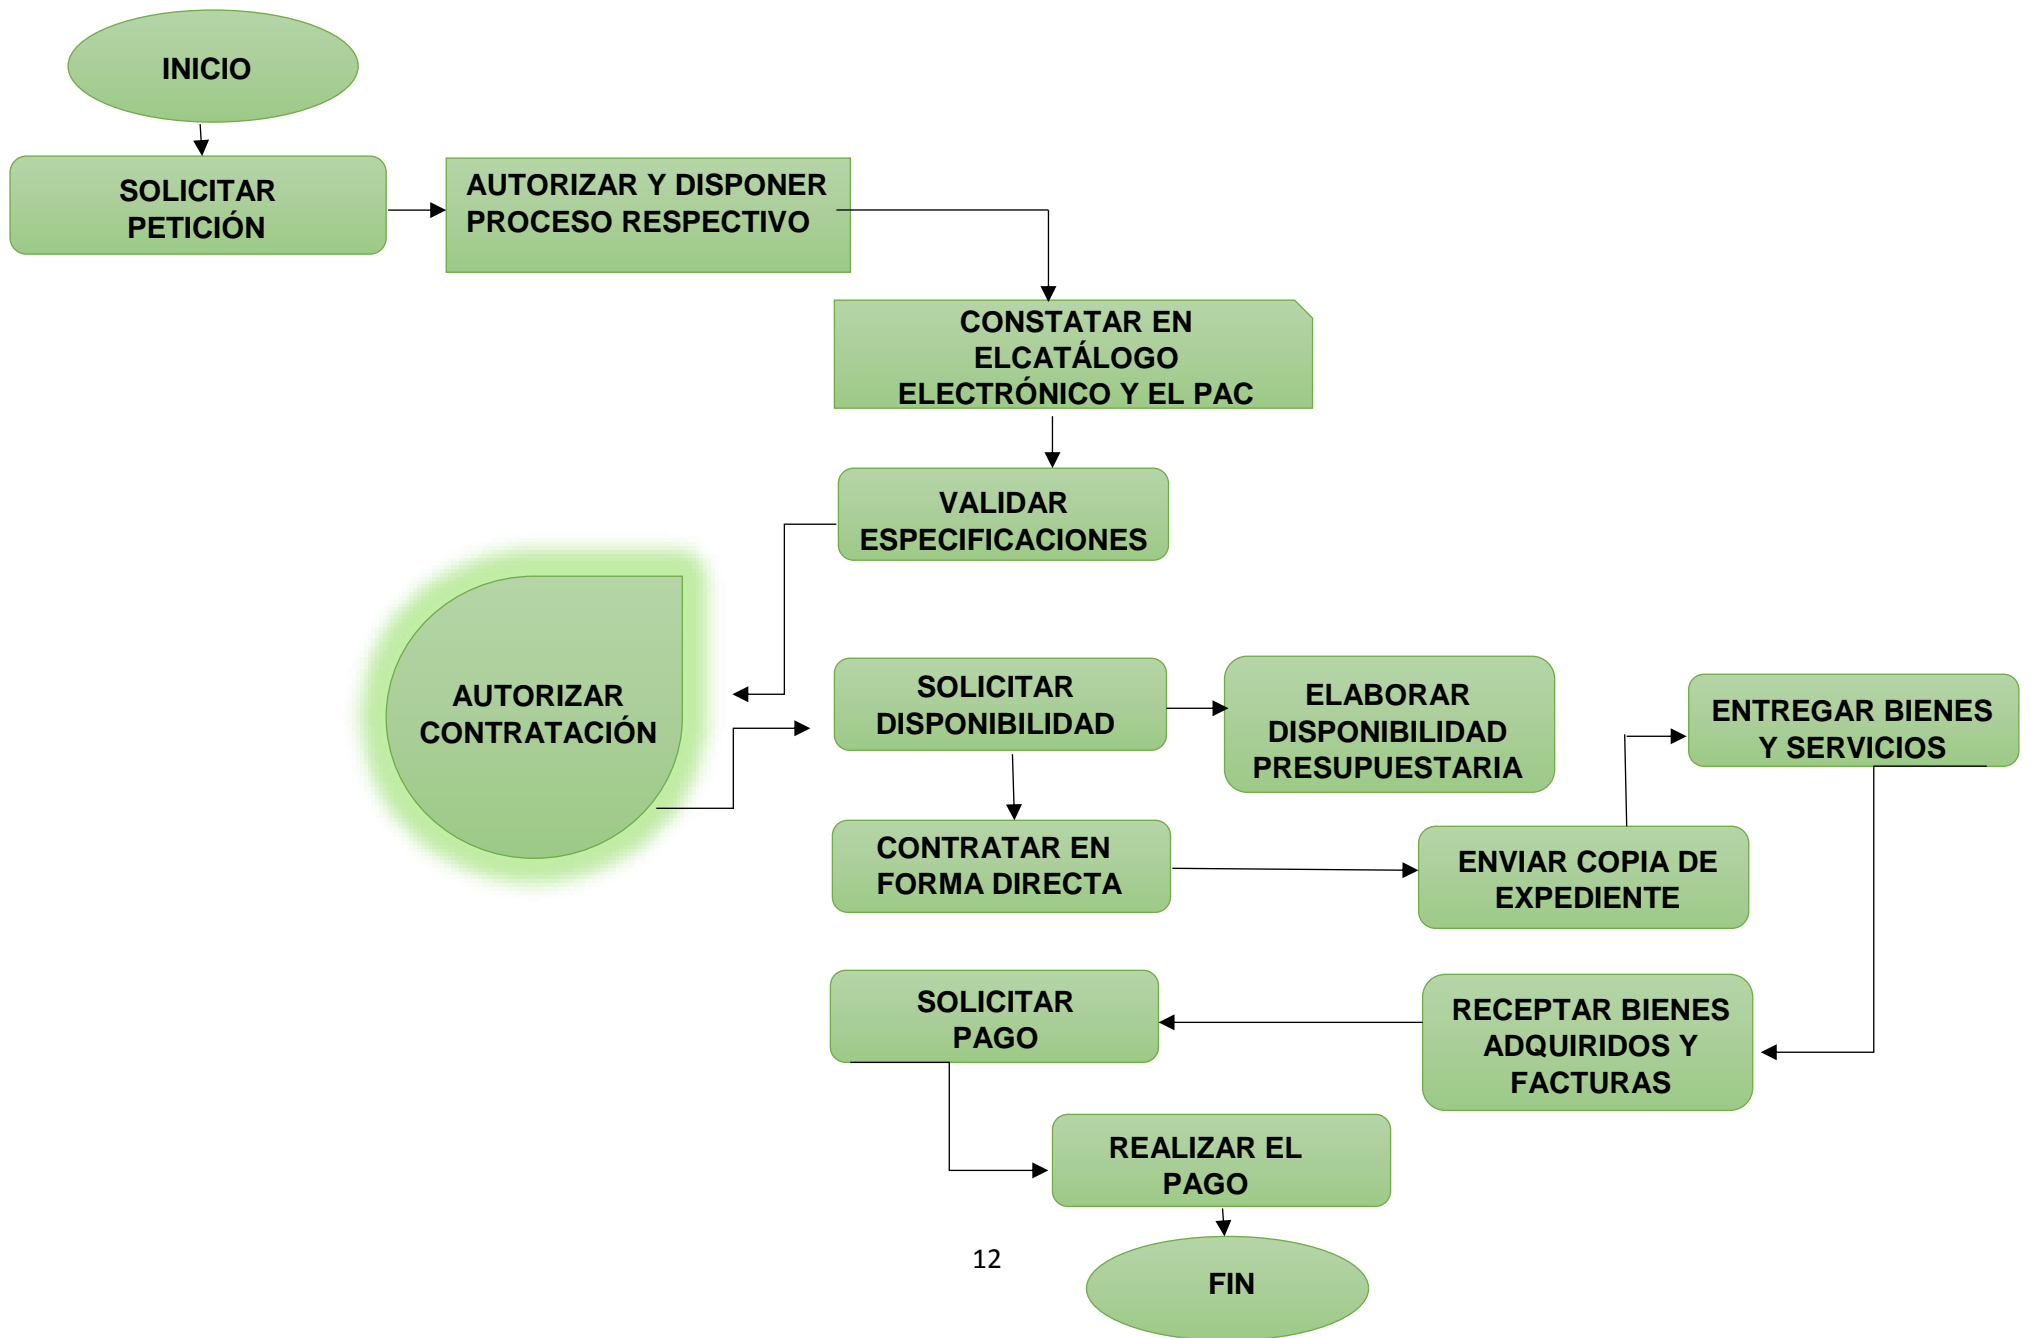 INICIO
SOLICITAR
PETICIÓN
AUTORIZAR Y DISPONER
PROCESO RESPECTIVO
CONSTATAR EN
ELCATÁLOGO
ELECTRÓNICO Y EL PAC
VALIDAR
ESPECIFICACIONES
AUTORIZAR
CONTRATACIÓN
SOLICITAR
DISPONIBILIDAD
ELABORAR
DISPONIBILIDAD
PRESUPUESTARIA
CONTRATAR EN
FORMA DIRECTA
ENVIAR COPIA DE
EXPEDIENTE
ENTREGAR BIENES
Y SERVICIOS
RECEPTAR BIENES
ADQUIRIDOS Y
FACTURAS
SOLICITAR
PAGO
REALIZAR EL
PAGO
FIN
12